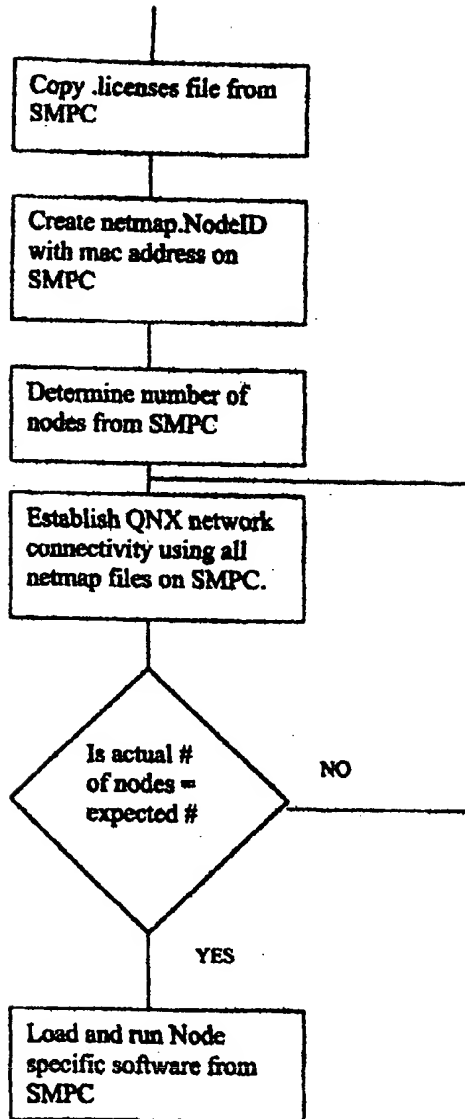 Copy .licenses file from
SMPC
Create netmap.NodeID
with mac address on
SMPC
Determine number of
nodes from SMPC
Establish QNX network
connectivity using all
netmap files on SMPC.
Is actual #
of nodes =
expected #
NO
YES
Load and run Node
specific software from
SMPC